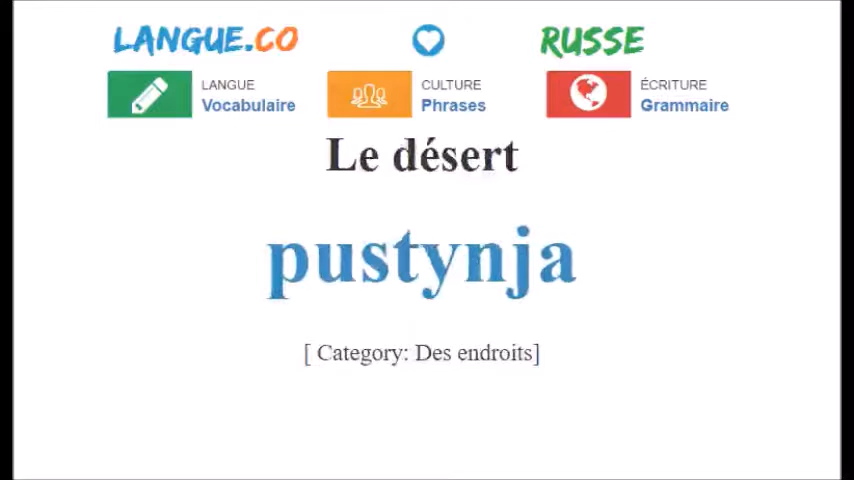 LANGUE.CO
RUSSE
LANGUE
Vocabulaire
CULTURE
Phrases
ÉCRITURE
Grammaire
Le désert
pustynja
[ Category: Des endroits]